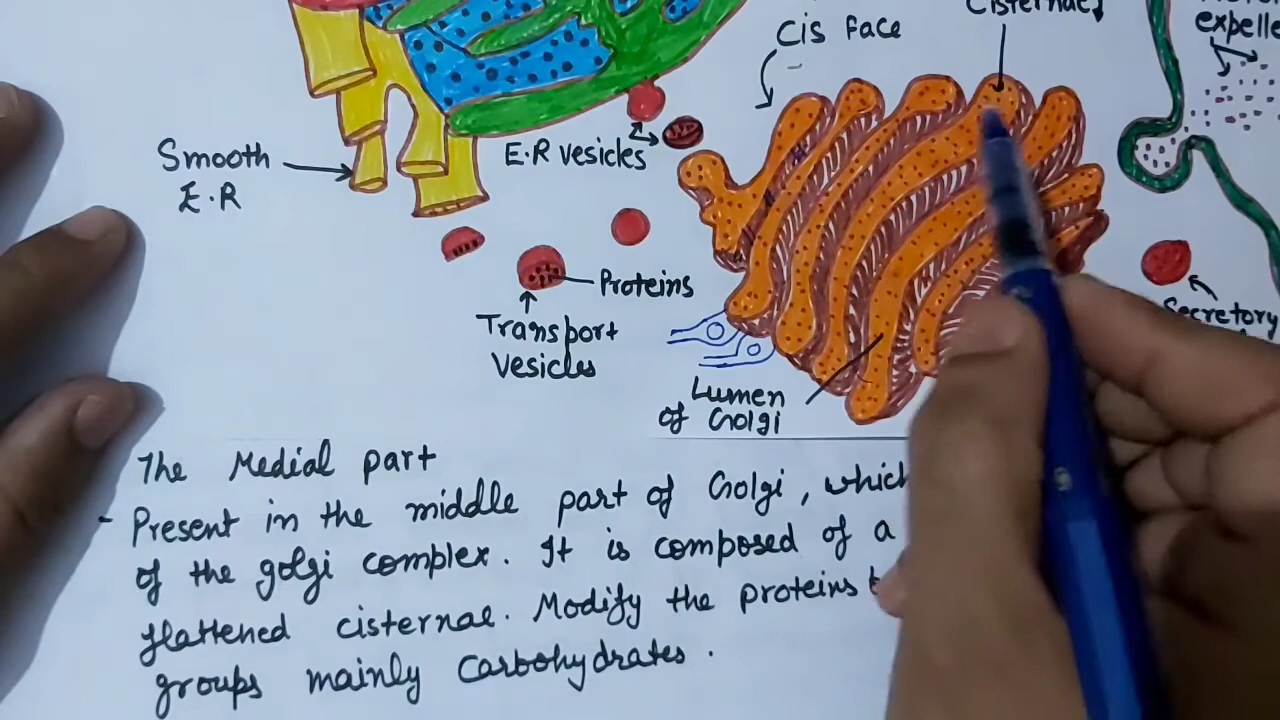 Cisternae
Cis Face
expelle
Smooth
E.R
E.R vesicles
Proteins
Transport
Vesicles
Secretory
Lumen
of Golgi
The Medial part
- Present in the middle part of Golgi, which
of the golgi complex. It is composed of a
flattened cisternae. Modify the proteins
groups mainly carbohydrates.